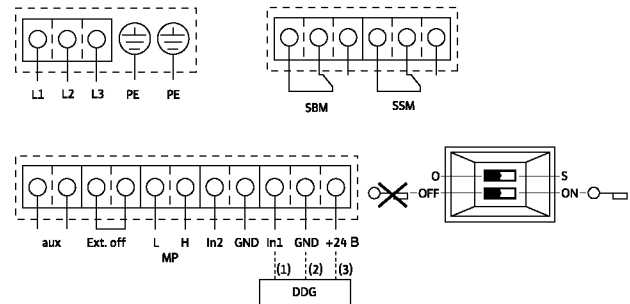 L1 L2 L3 PE PE
SBM SSM
O S
OFF ON
aux Ext. off L H In2 GND In1 GND +24 В
MP
(1) (2) (3)
DDG